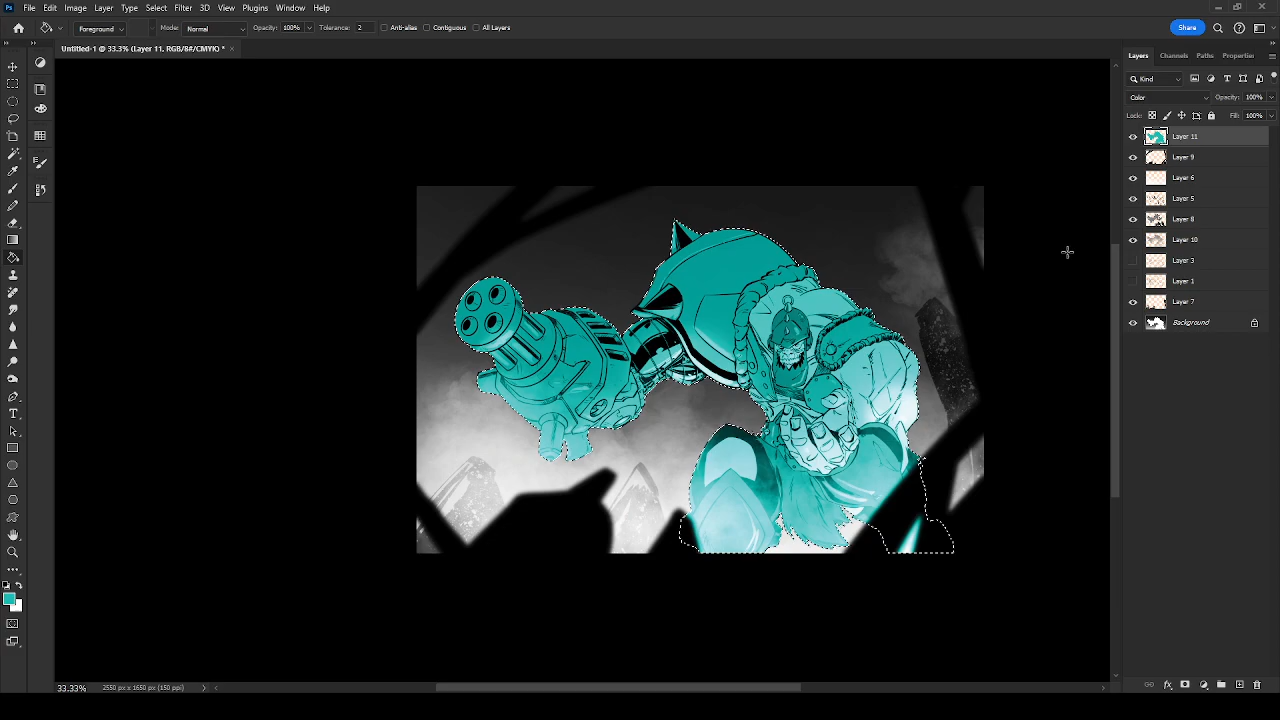 Ps File Edit Image Layer Type Select Filter 3D View Plugins Window Help
Foreground Mode: Normal Opacity: 100% Tolerance: 2 Anti-alias Contiguous All Layers Share
Untitled-1 @ 33.3% (Layer 11, RGB/8#/CMYK) * ×
Layers Channels Paths Properties
Kind
Color Opacity: 100%
Lock: Fill: 100%
Layer 11
Layer 9
Layer 6
Layer 5
Layer 8
Layer 10
Layer 3
Layer 1
Layer 7
Background
T
33.33% 2550 px x 1650 px (150 ppi)
fx